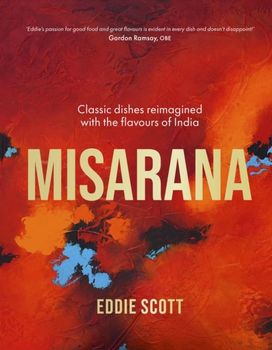 'Eddie's passion for good food and great flavours is evident in every dish and doesn't disappoint!'
Gordon Ramsay, OBE
Classic dishes reimagined
with the flavours of India
MISARANA
EDDIE SCOTT